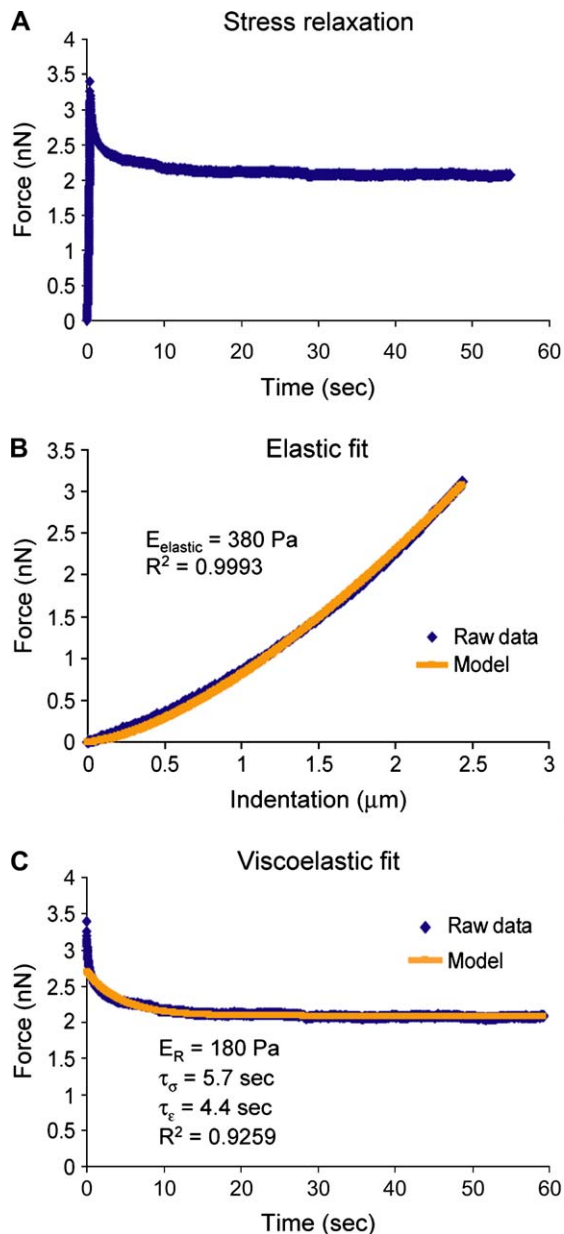 A
Stress relaxation
4
3.5
3
2.5
2
1.5
1
0.5
0
Force (nN)
0 10 20 30 40 50 60
Time (sec)
B
Elastic fit
3.5
3
2.5
2
1.5
1
0.5
0
Force (nN)
E_elastic = 380 Pa
R² = 0.9993
Raw data
Model
0 0.5 1 1.5 2 2.5 3
Indentation (μm)
C
Viscoelastic fit
4
3.5
3
2.5
2
1.5
1
0.5
0
Force (nN)
Raw data
Model
E_R = 180 Pa
τ_σ = 5.7 sec
τ_ε = 4.4 sec
R² = 0.9259
0 10 20 30 40 50 60
Time (sec)